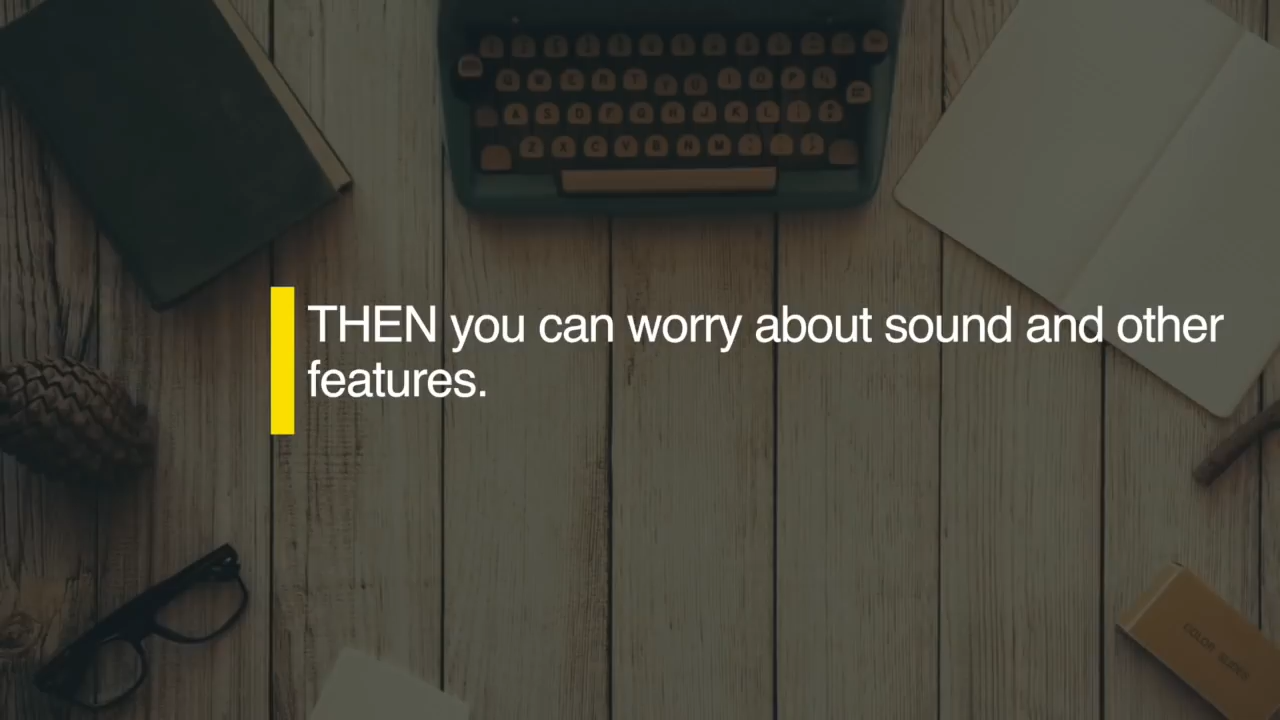 Q W E R T Y U I O P
A S D F G H J K L
Z X C V B N M
THEN you can worry about sound and other
features.